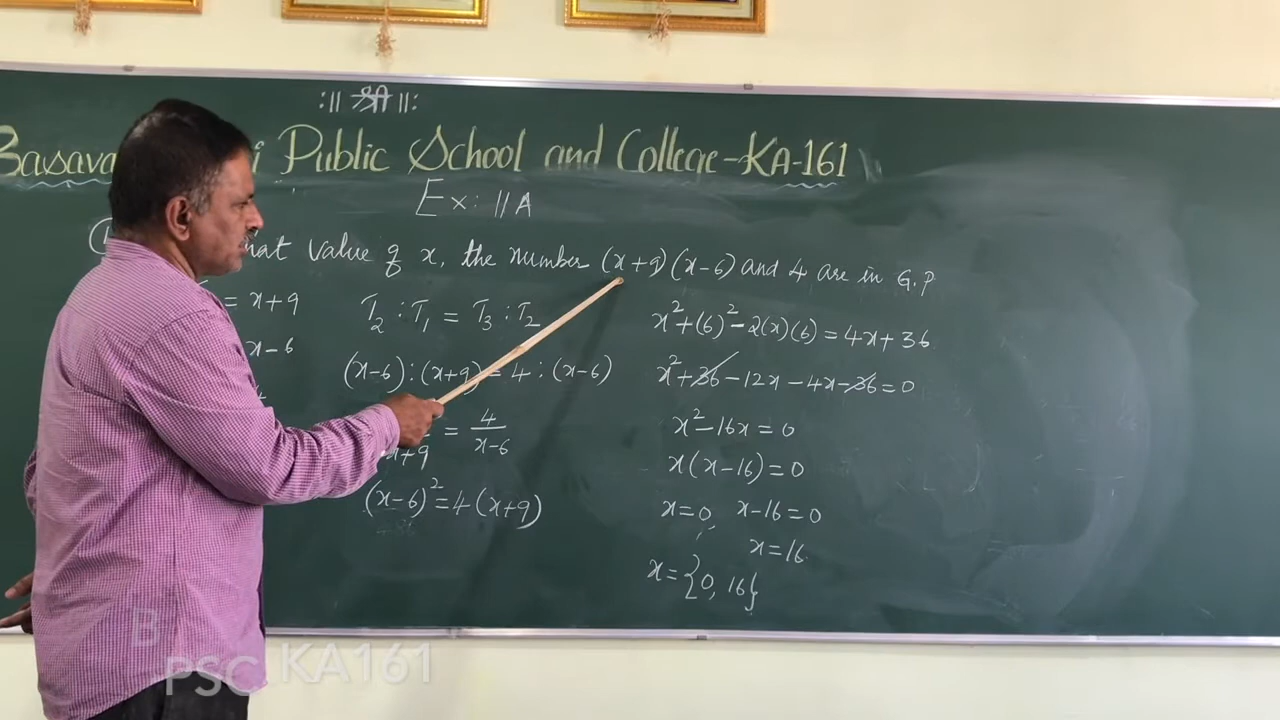 :|| श्री ||:
Basava Public School and College-KA-161
Ex: 11A
value of x, the number (x+9) (x-6) and 4 are in G.P
= x+9
x-6
T₂ : T₁ = T₃ : T₂
(x-6) : (x+9) = 4 : (x-6)
x+9 = 4/(x-6)
(x-6)² = 4(x+9)
x² + (6)² - 2(x)(6) = 4x + 36
x² + 36 - 12x - 4x - 36 = 0
x² - 16x = 0
x(x-16) = 0
x=0, x-16=0
x=16
x = {0, 16}
B
PSC KA161